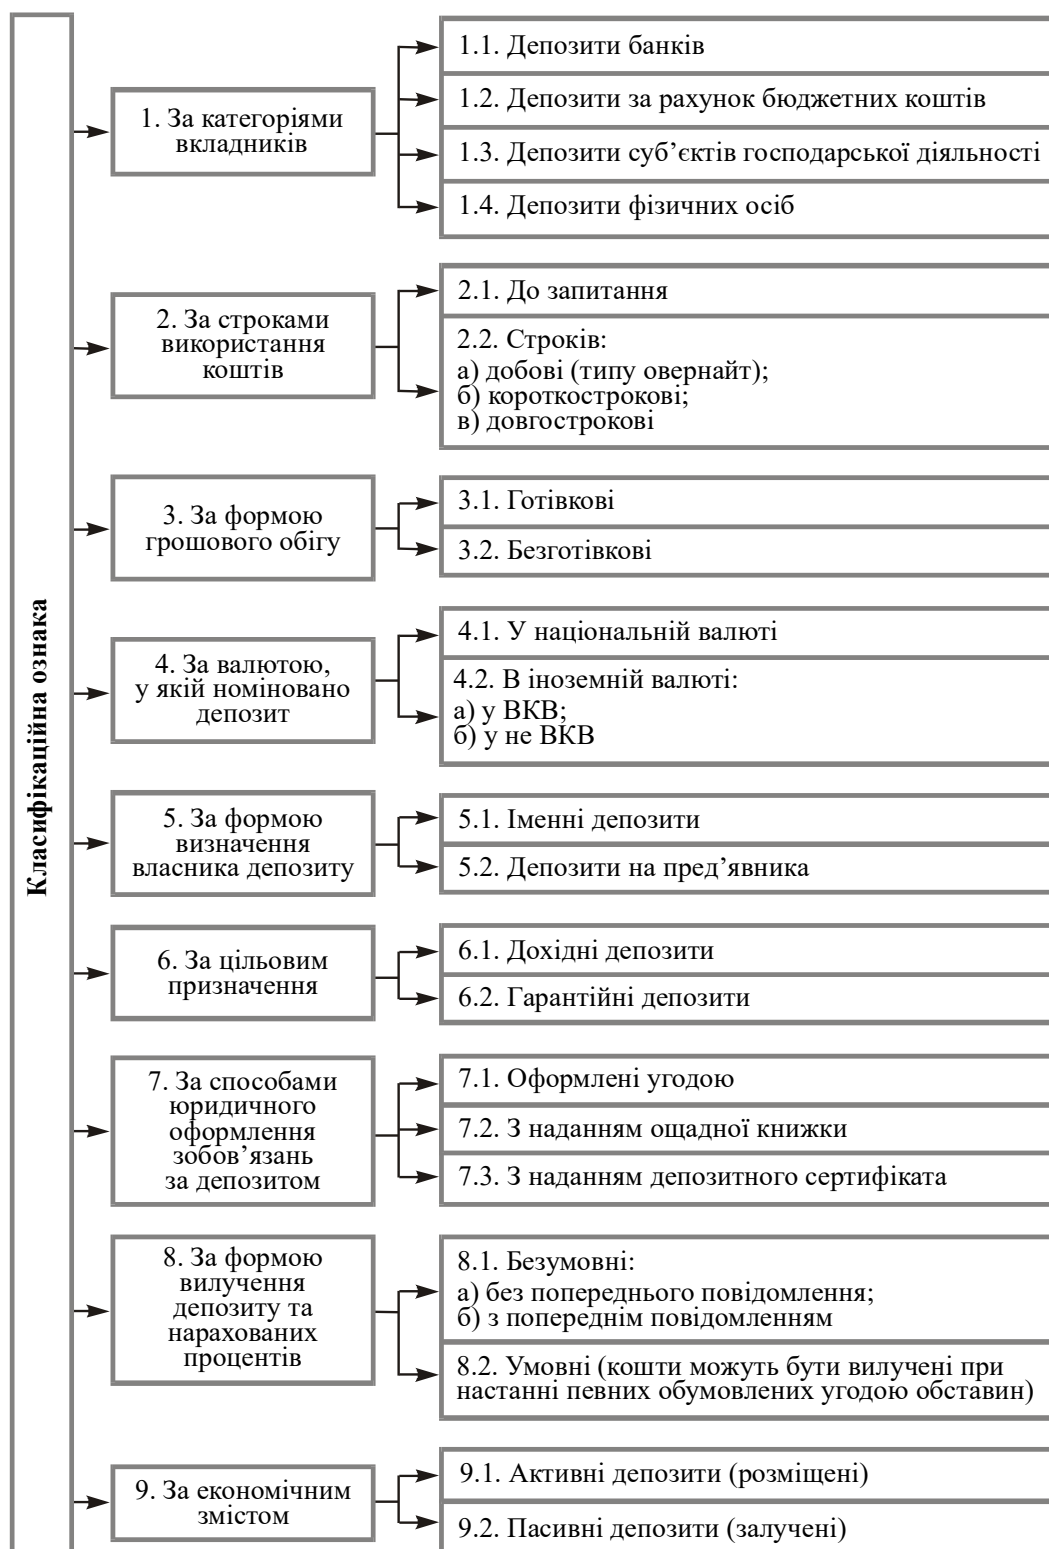 Класифікаційна ознака
1. За категоріями
вкладників
1.1. Депозити банків
1.2. Депозити за рахунок бюджетних коштів
1.3. Депозити суб’єктів господарської діяльності
1.4. Депозити фізичних осіб
2. За строками
використання
коштів
2.1. До запитання
2.2. Строків:
а) добові (типу овернайт);
б) короткострокові;
в) довгострокові
3. За формою
грошового обігу
3.1. Готівкові
3.2. Безготівкові
4. За валютою,
у якій номіновано
депозит
4.1. У національній валюті
4.2. В іноземній валюті:
а) у ВКВ;
б) у не ВКВ
5. За формою
визначення
власника депозиту
5.1. Іменні депозити
5.2. Депозити на пред’явника
6. За цільовим
призначення
6.1. Дохідні депозити
6.2. Гарантійні депозити
7. За способами
юридичного
оформлення
зобов’язань
за депозитом
7.1. Оформлені угодою
7.2. З наданням ощадної книжки
7.3. З наданням депозитного сертифіката
8. За формою
вилучення
депозиту та
нарахованих
процентів
8.1. Безумовні:
а) без попереднього повідомлення;
б) з попереднім повідомленням
8.2. Умовні (кошти можуть бути вилучені при
настанні певних обумовлених угодою обставин)
9. За економічним
змістом
9.1. Активні депозити (розміщені)
9.2. Пасивні депозити (залучені)